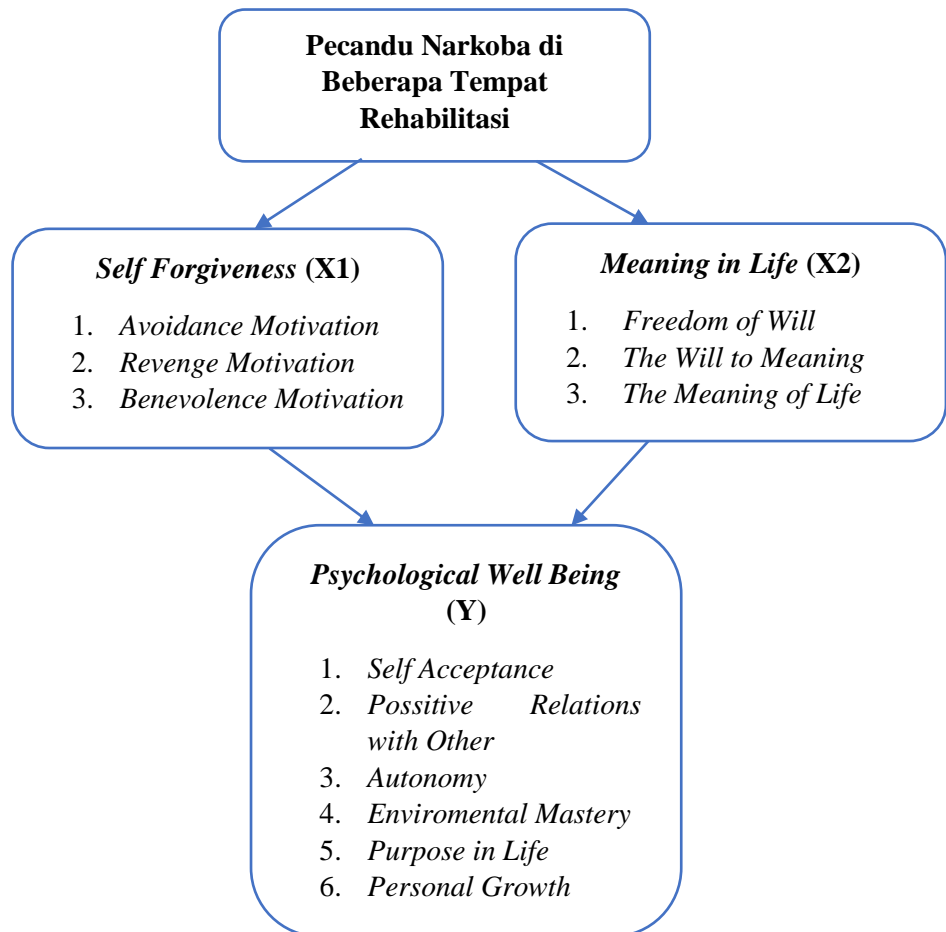 Pecandu Narkoba di
Beberapa Tempat
Rehabilitasi
Self Forgiveness (X1)
1. Avoidance Motivation
2. Revenge Motivation
3. Benevolence Motivation
Meaning in Life (X2)
1. Freedom of Will
2. The Will to Meaning
3. The Meaning of Life
Psychological Well Being
(Y)
1. Self Acceptance
2. Possitive Relations
with Other
3. Autonomy
4. Enviromental Mastery
5. Purpose in Life
6. Personal Growth